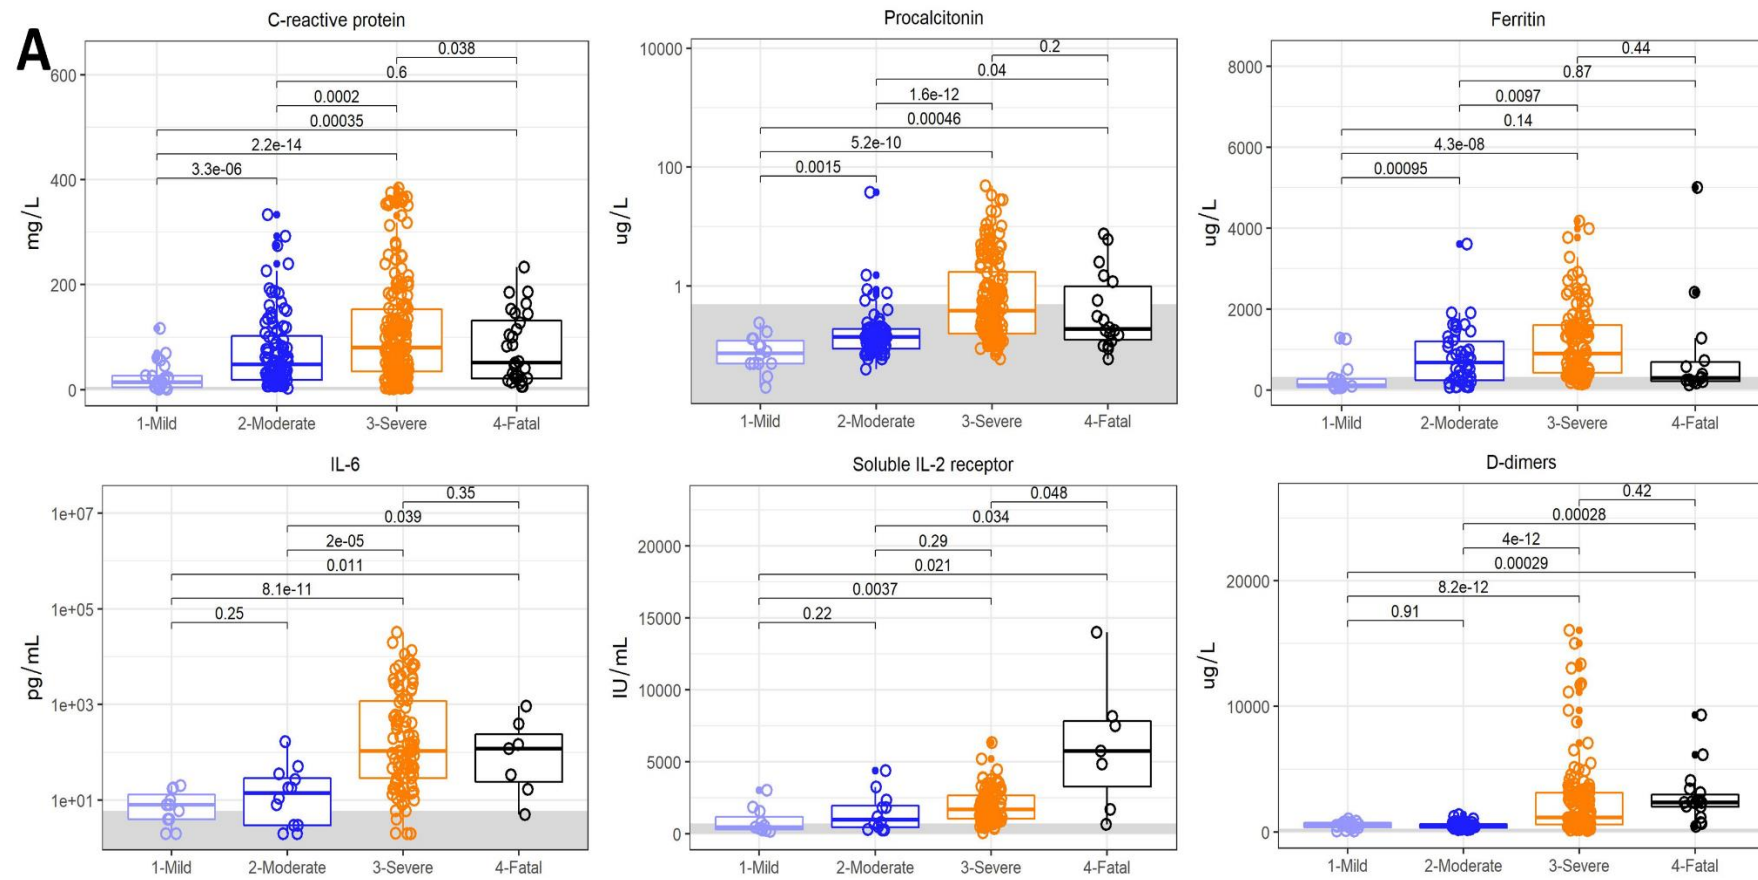 A
C-reactive protein
mg/L
600
400
200
0
0.038
0.6
0.0002
0.00035
2.2e-14
3.3e-06
1-Mild 2-Moderate 3-Severe 4-Fatal
Procalcitonin
ug/L
10000
100
1
0.2
0.04
1.6e-12
0.00046
5.2e-10
0.0015
1-Mild 2-Moderate 3-Severe 4-Fatal
Ferritin
ug/L
8000
6000
4000
2000
0
0.44
0.87
0.0097
0.14
4.3e-08
0.00095
1-Mild 2-Moderate 3-Severe 4-Fatal
IL-6
pg/mL
1e+07
1e+05
1e+03
1e+01
0.35
0.039
2e-05
0.011
8.1e-11
0.25
1-Mild 2-Moderate 3-Severe 4-Fatal
Soluble IL-2 receptor
IU/mL
20000
15000
10000
5000
0
0.048
0.034
0.29
0.021
0.0037
0.22
1-Mild 2-Moderate 3-Severe 4-Fatal
D-dimers
ug/L
20000
10000
0
0.42
0.00028
4e-12
0.00029
8.2e-12
0.91
1-Mild 2-Moderate 3-Severe 4-Fatal